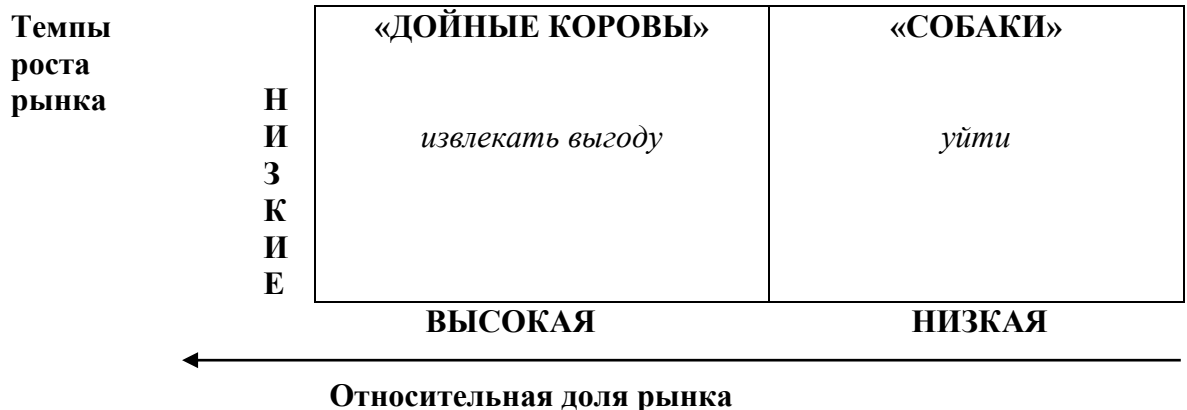 Темпы
роста
рынка
«ДОЙНЫЕ КОРОВЫ»
«СОБАКИ»
Н
И
З
К
И
Е
извлекать выгоду
уйти
ВЫСОКАЯ
НИЗКАЯ
Относительная доля рынка